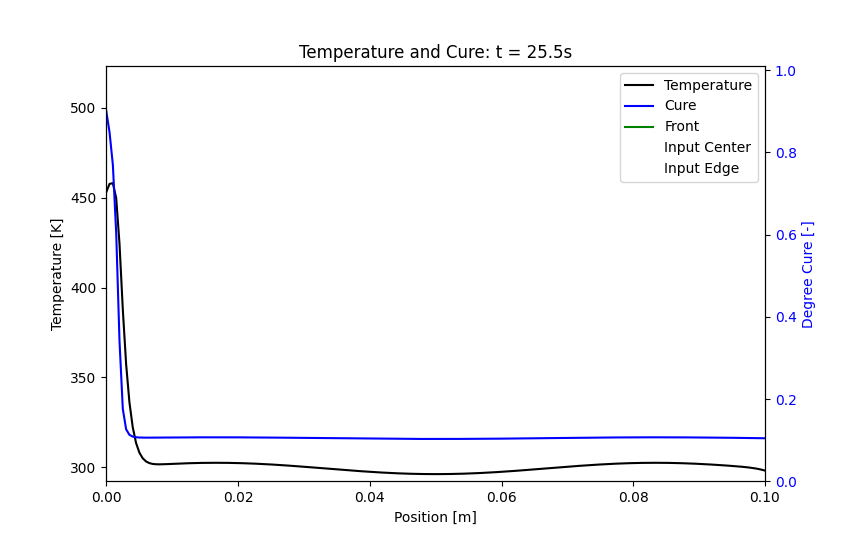 Temperature and Cure: t = 25.5s
Temperature
Cure
Front
Input Center
Input Edge
500
450
400
350
300
Temperature [K]
1.0
0.8
0.6
0.4
0.2
0.0
Degree Cure [-]
0.00 0.02 0.04 0.06 0.08 0.10
Position [m]